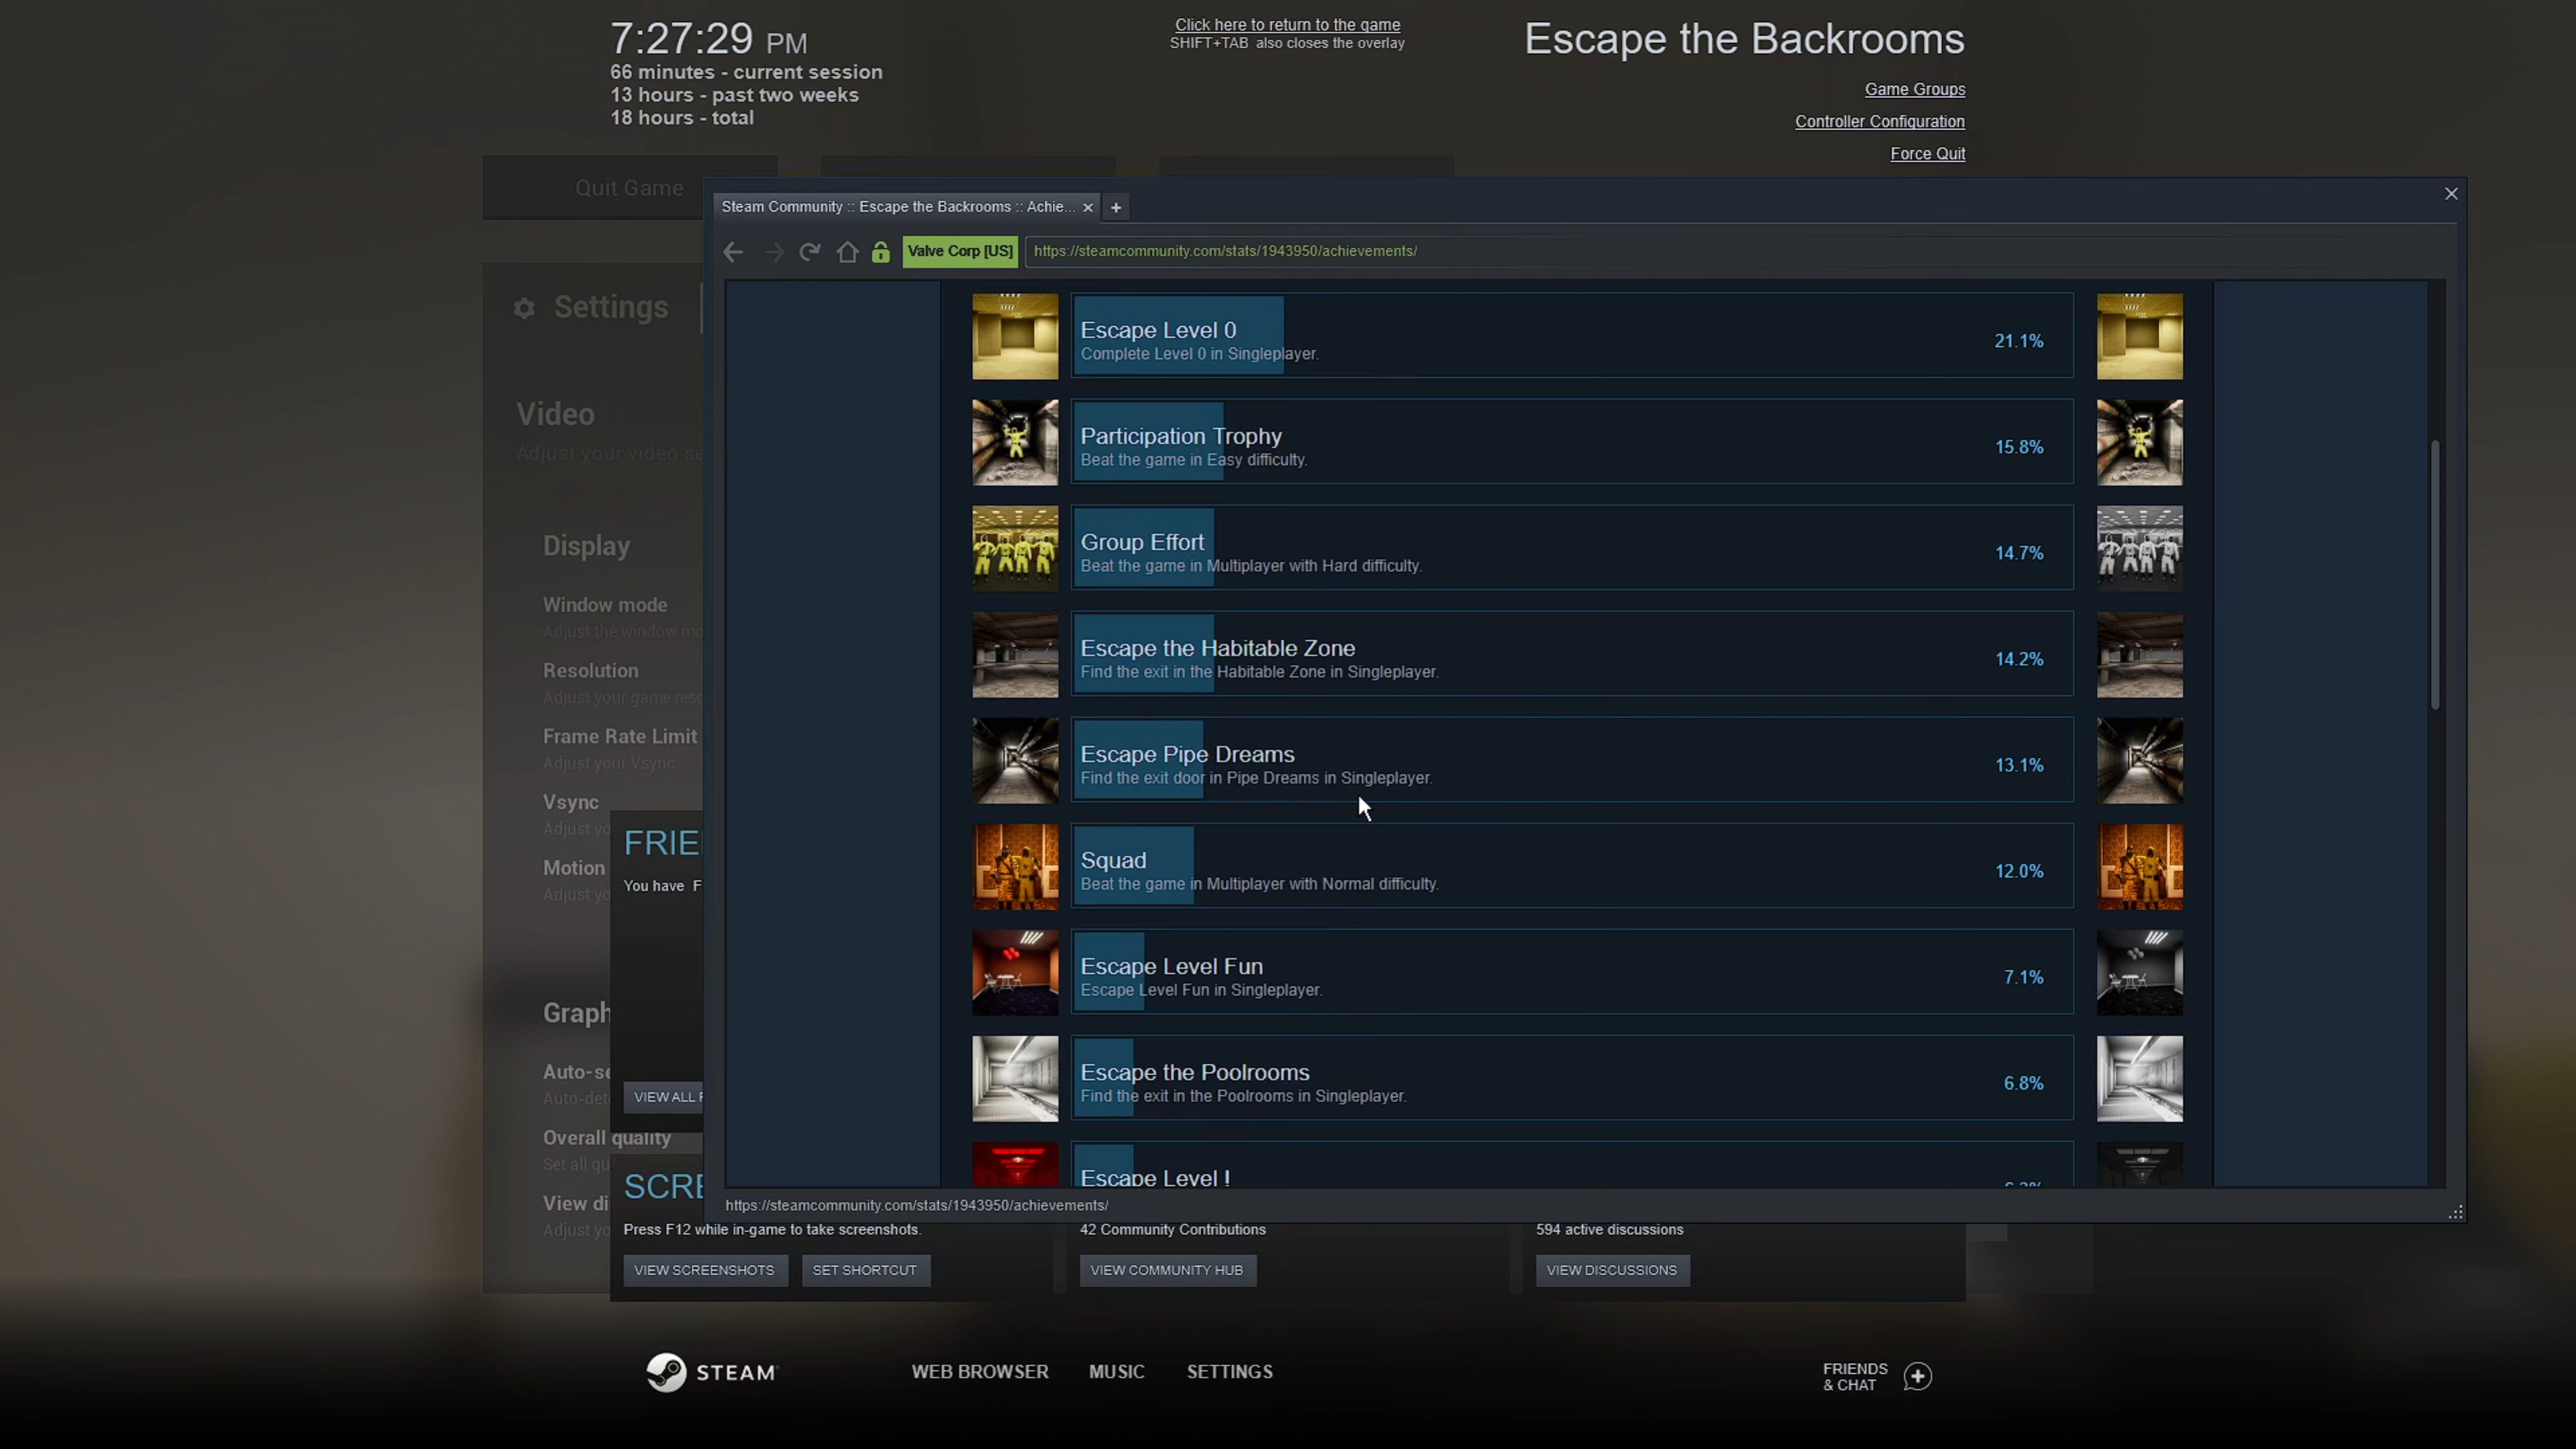 7:27:29 PM
66 minutes - current session
13 hours - past two weeks
18 hours - total
Click here to return to the game
SHIFT+TAB also closes the overlay
Escape the Backrooms
Game Groups
Controller Configuration
Force Quit
Quit Game
Steam Community :: Escape the Backrooms :: Achie...
Valve Corp [US]
https://steamcommunity.com/stats/1943950/achievements/
Settings
Video
Adjust your video se
Display
Window mode
Adjust the window mo
Resolution
Adjust your game reso
Frame Rate Limit
Adjust your Vsync
Vsync
Adjust yo
Motion
Adjust yo
Graph
Auto-se
Auto-det
Overall quality
Set all qu
View di
Adjust yo
FRIE
You have F
VIEW ALL F
Escape Level 0
Complete Level 0 in Singleplayer.
21.1%
Participation Trophy
Beat the game in Easy difficulty.
15.8%
Group Effort
Beat the game in Multiplayer with Hard difficulty.
14.7%
Escape the Habitable Zone
Find the exit in the Habitable Zone in Singleplayer.
14.2%
Escape Pipe Dreams
Find the exit door in Pipe Dreams in Singleplayer.
13.1%
Squad
Beat the game in Multiplayer with Normal difficulty.
12.0%
Escape Level Fun
Escape Level Fun in Singleplayer.
7.1%
Escape the Poolrooms
Find the exit in the Poolrooms in Singleplayer.
6.8%
Escape Level !
https://steamcommunity.com/stats/1943950/achievements/
SCRE
Press F12 while in-game to take screenshots.
VIEW SCREENSHOTS
SET SHORTCUT
42 Community Contributions
VIEW COMMUNITY HUB
594 active discussions
VIEW DISCUSSIONS
STEAM
WEB BROWSER
MUSIC
SETTINGS
FRIENDS
& CHAT